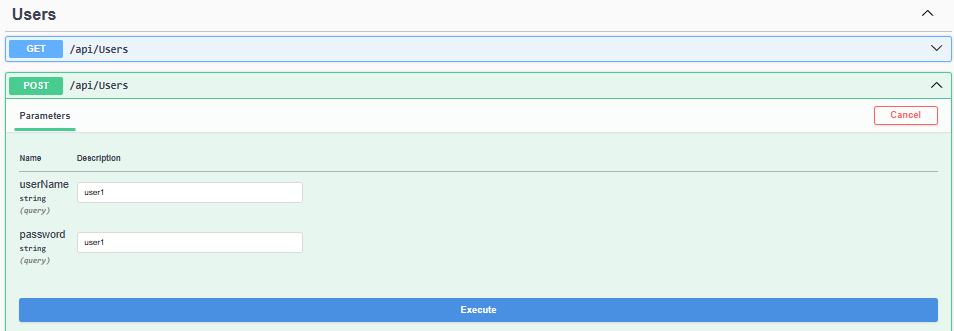 Users
GET /api/Users
POST /api/Users
Parameters Cancel
Name Description
userName
string
(query)
user1
password
string
(query)
user1
Execute